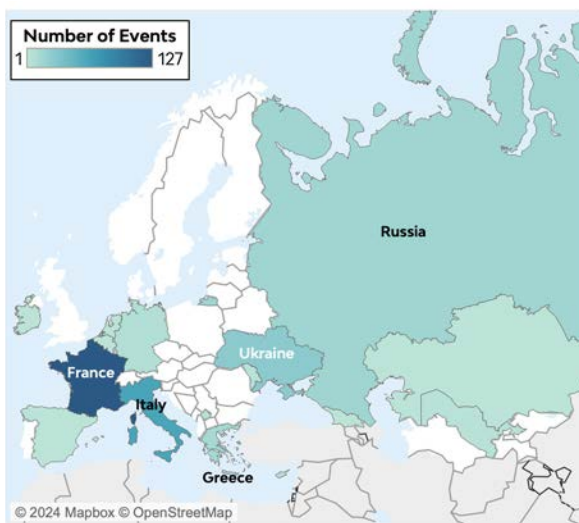 Number of Events
1 127
Russia
Ukraine
France
Italy
Greece
© 2024 Mapbox © OpenStreetMap